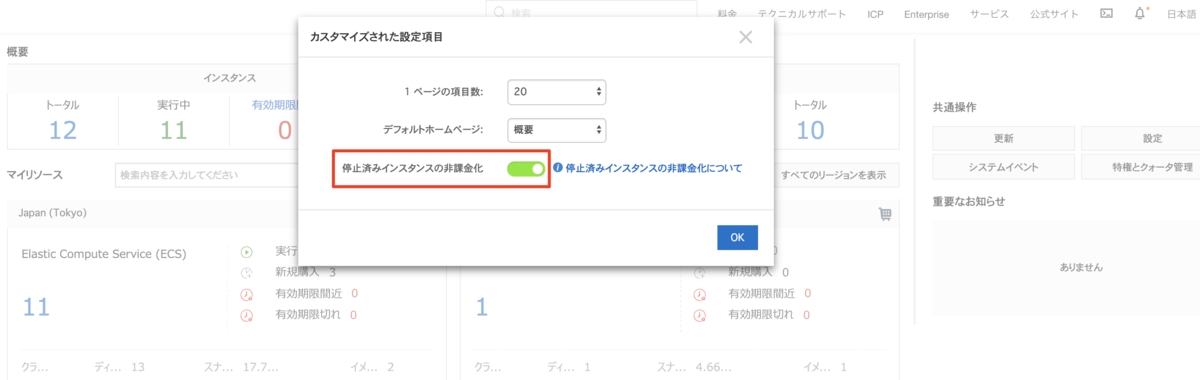 検索
料金 テクニカルサポート ICP Enterprise サービス 公式サイト 日本語
カスタマイズされた設定項目
概要
インスタンス
1 ページの項目数: 20
トータル 実行中 有効期限 トータル
共通操作
12 11 0 10
デフォルトホームページ: 概要
更新 設定
停止済みインスタンスの非課金化 停止済みインスタンスの非課金化について
システムイベント 特権とクォータ管理
マイリソース 検索内容を入力してください すべてのリージョンを表示
重要なお知らせ
Japan (Tokyo)
OK
Elastic Compute Service (ECS) 実行 0
ありません
新規購入 3 新規購入 0
有効期限間近 0 有効期限間近 0
11 1
有効期限切れ 0 有効期限切れ 0
クラ... ディ... 13 スナ... 17.7... イメ... 2 クラ... ディ... 1 スナ... 4.66... イメ... 1